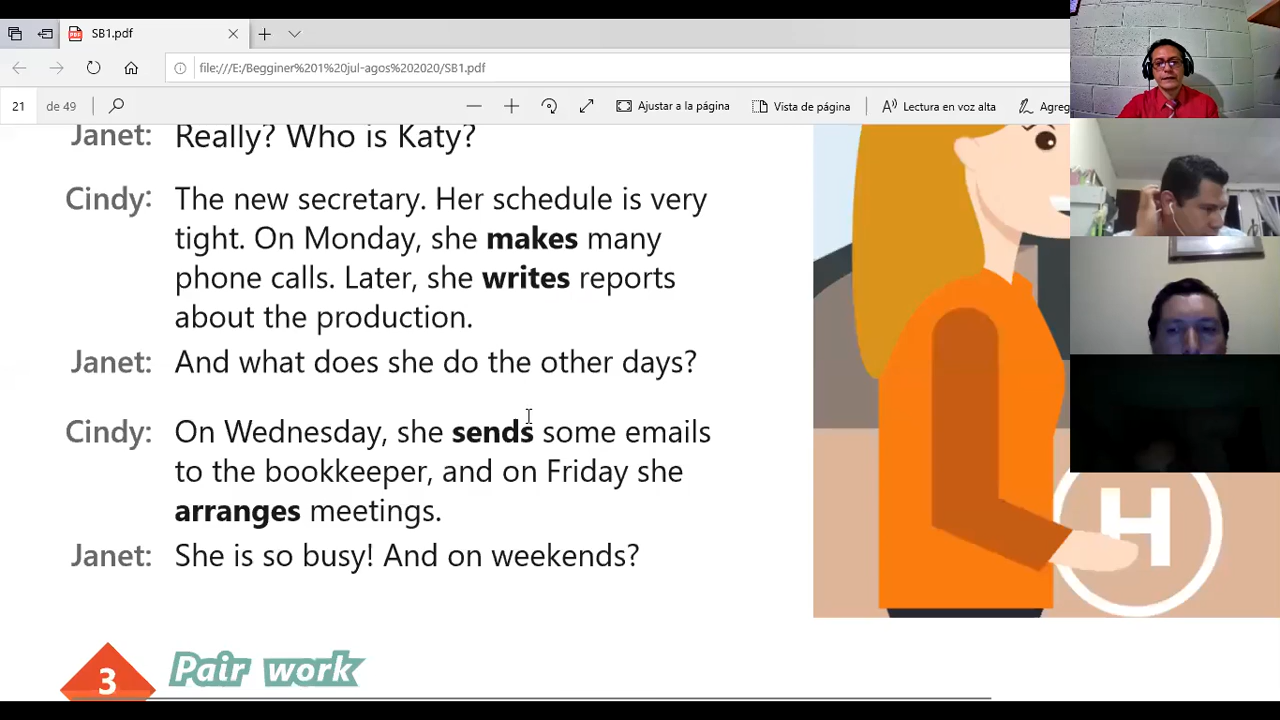 SB1.pdf
file:///E:/Begginer%201%20jul-agos%202020/SB1.pdf
21 de 49
Ajustar a la página
Vista de página
Lectura en voz alta
Agreg
Janet: Really? Who is Katy?
Cindy: The new secretary. Her schedule is very
tight. On Monday, she makes many
phone calls. Later, she writes reports
about the production.
Janet: And what does she do the other days?
Cindy: On Wednesday, she sends some emails
to the bookkeeper, and on Friday she
arranges meetings.
Janet: She is so busy! And on weekends?
H
3 Pair work